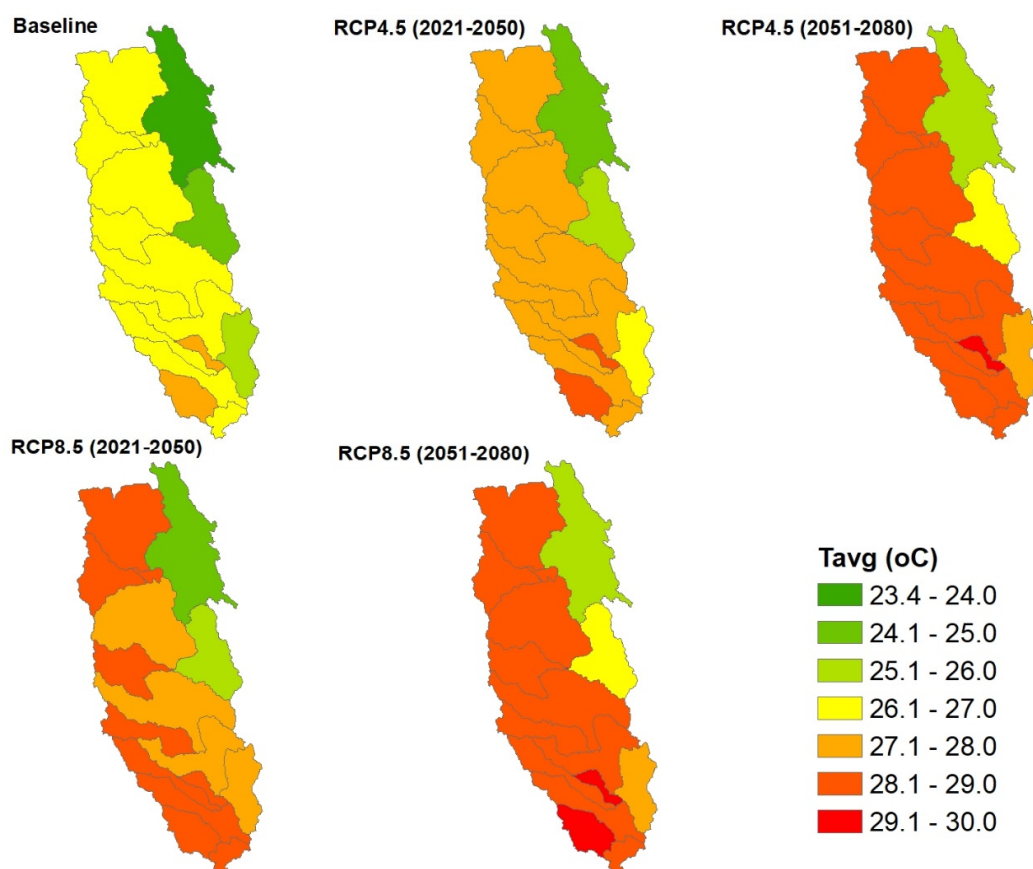 Baseline
RCP4.5 (2021-2050)
RCP4.5 (2051-2080)
RCP8.5 (2021-2050)
RCP8.5 (2051-2080)
Tavg (oC)
23.4 - 24.0
24.1 - 25.0
25.1 - 26.0
26.1 - 27.0
27.1 - 28.0
28.1 - 29.0
29.1 - 30.0